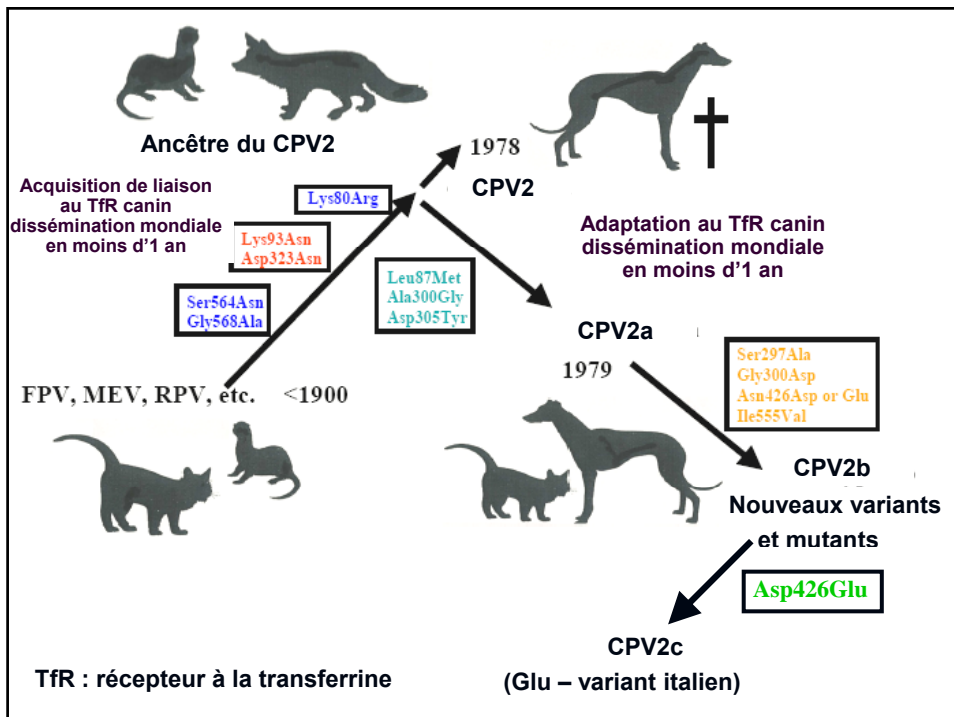 Ancêtre du CPV2
1978
CPV2
Acquisition de liaison
au TfR canin
dissémination mondiale
en moins d'1 an
Lys80Arg
Lys93Asn
Asp323Asn
Ser564Asn
Gly568Ala
FPV, MEV, RPV, etc. <1900
Leu87Met
Ala300Gly
Asp305Tyr
Adaptation au TfR canin
dissémination mondiale
en moins d'1 an
CPV2a
1979
Ser297Ala
Gly300Asp
Asn426Asp or Glu
Ile555Val
CPV2b
Nouveaux variants
et mutants
Asp426Glu
CPV2c
(Glu – variant italien)
TfR : récepteur à la transferrine